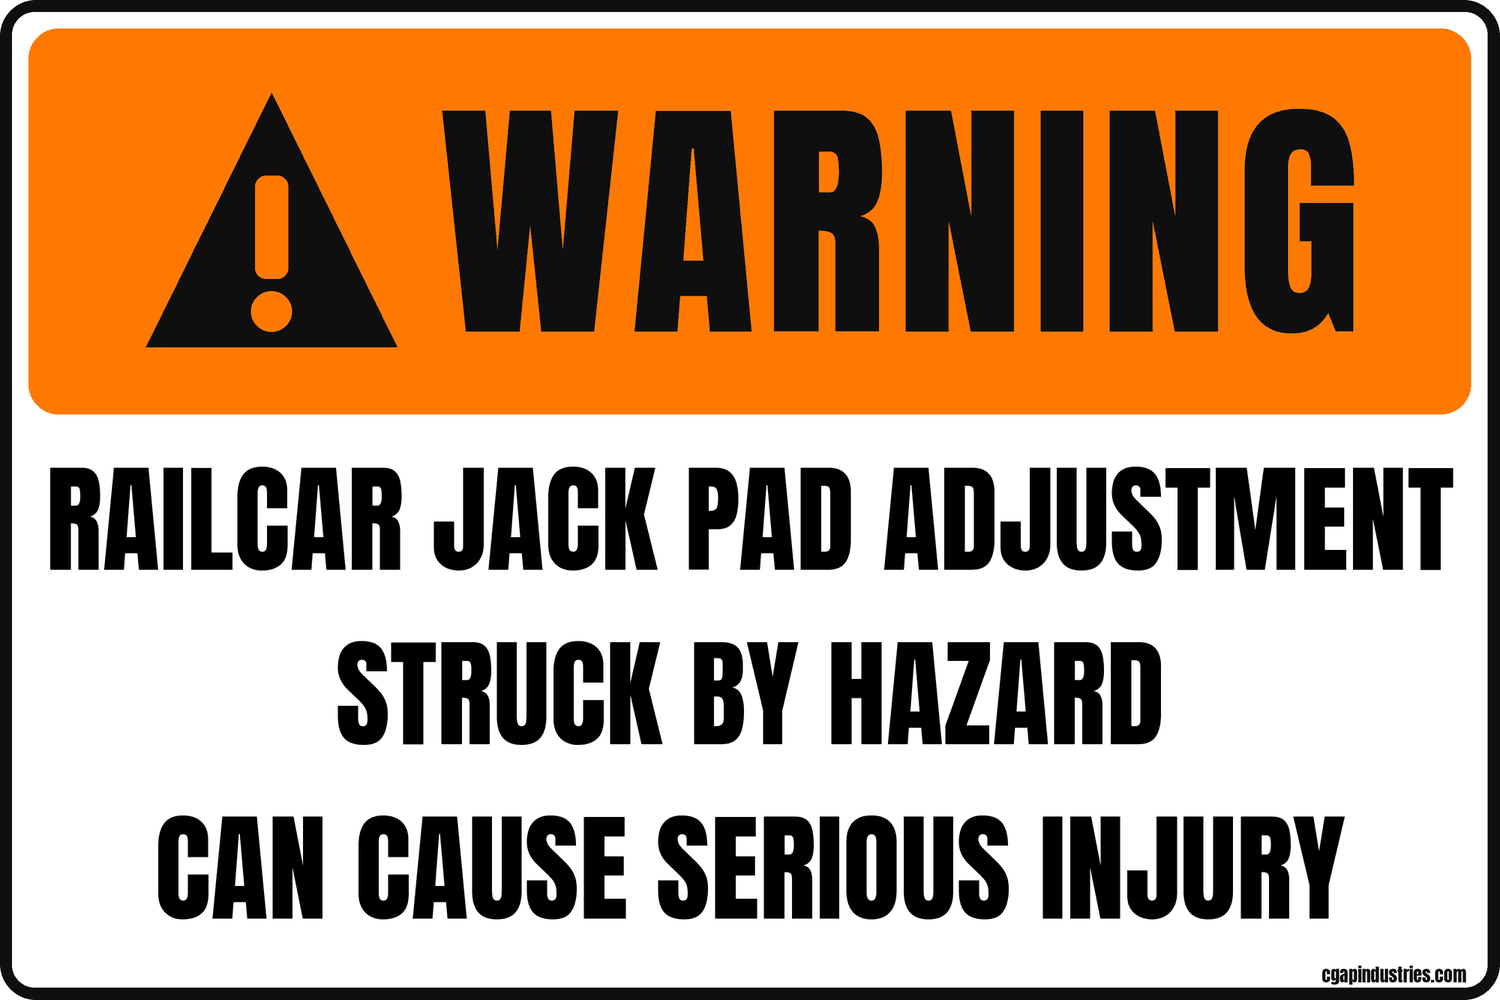 WARNING
RAILCAR JACK PAD ADJUSTMENT
STRUCK BY HAZARD
CAN CAUSE SERIOUS INJURY
cgapindustries.com